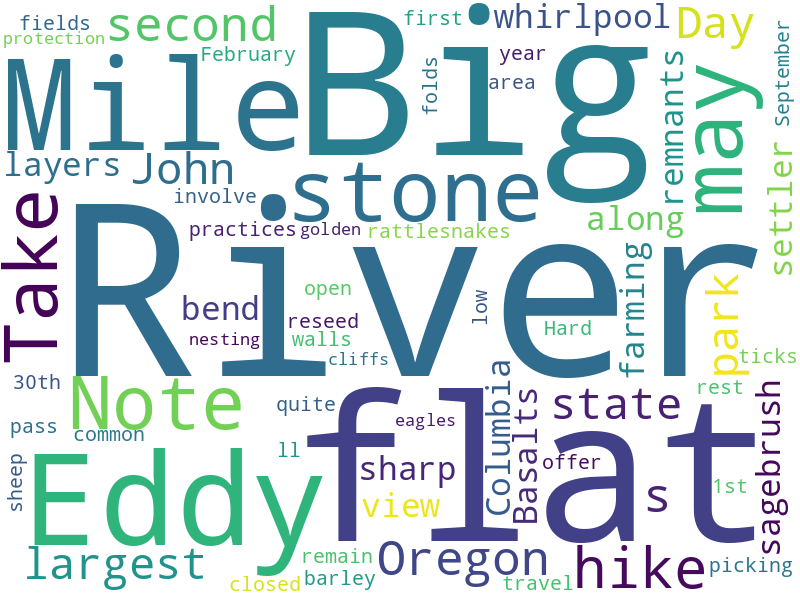 fields
protection
second
February
first
whirlpool
Day
September
Mile
Big
folds
year
area
remnants
may
layers
John
involve
stone
along
settler
practices
golden
rattlesnakes
Take
River
bend
open
reseed
walls
nesting
cliffs
low
Hard
farming
park
ticks
30th
Note
quite
eagles
Columbia
Basalts
state
rest
sagebrush
pass
common
ll
flat
sheep
Eddy
sharp
view
offer
s
1st
largest
remain
barley
closed
Oregon
travel
hike
picking